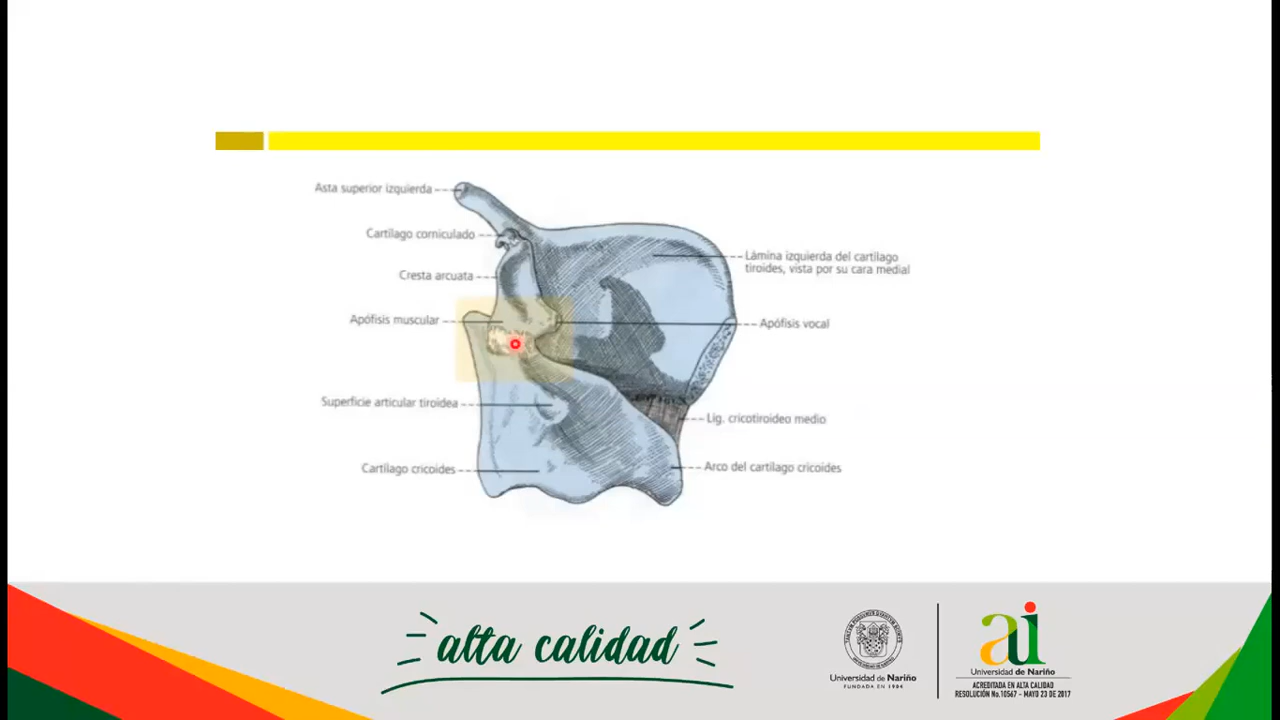 Asta superior izquierda
Cartílago corniculado
Cresta arcuata
Apófisis muscular
Superficie articular tiroidea
Cartílago cricoides
Lámina izquierda del cartílago
tiroides, vista por su cara medial
Apófisis vocal
Lig. cricotiroideo medio
Arco del cartílago cricoides
alta calidad
Universidad de Nariño
FUNDADA EN 1904
aui
Universidad de Nariño
ACREDITADA EN ALTA CALIDAD
RESOLUCIÓN No.10567 - MAYO 23 DE 2017